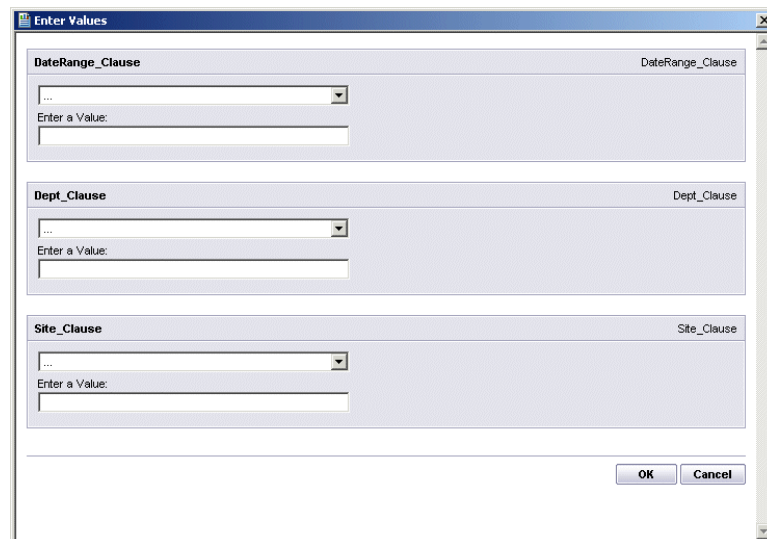 Enter Values
DateRange_Clause DateRange_Clause
...
Enter a Value:
Dept_Clause Dept_Clause
...
Enter a Value:
Site_Clause Site_Clause
...
Enter a Value:
OK Cancel